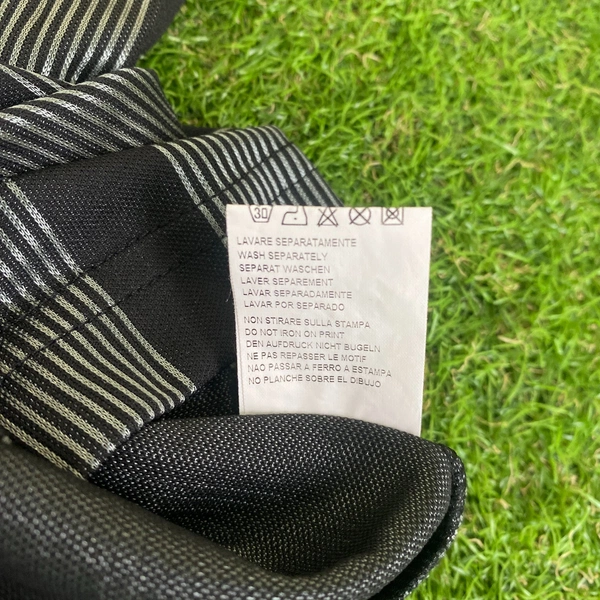 30
LAVARE SEPARATAMENTE
WASH SEPARATELY
SEPARAT WASCHEN
LAVER SEPAREMENT
LAVAR SEPARADAMENTE
LAVAR POR SEPARADO
NON STIRARE SULLA STAMPA
DO NOT IRON ON PRINT
DEN AUFDRUCK NICHT BUGELN
NE PAS REPASSER LE MOTIF
NAO PASSAR A FERRO A ESTAMPA
NO PLANCHE SOBRE EL DIBUJO